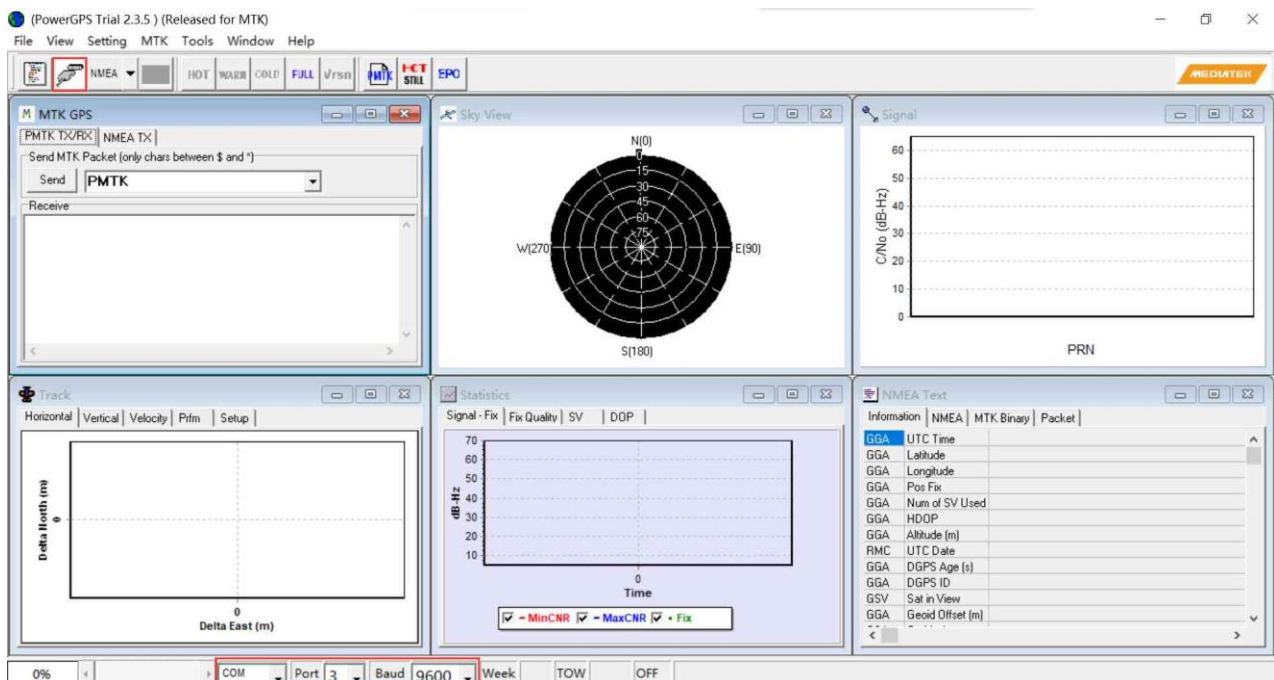 (PowerGPS Trial 2.3.5 ) (Released for MTK)
File View Setting MTK Tools Window Help
NMEA HOT WARM COLD FULL Vrsn PMTK HOT STILL EPO MEDIATEK
MTK GPS
PMTK TX/RX NMEA TX
Send MTK Packet (only chars between $ and *)
Send PMTK
Receive
Sky View
N(0)
0
15
30
45
60
75
W(270) E(90)
S(180)
Signal
60
50
40
30
20
10
0
C/No (dB-Hz)
PRN
Track
Horizontal Vertical Velocity Prfm Setup
Delta North (m)
0
0
Delta East (m)
Statistics
Signal - Fix Fix Quality SV DOP
70
60
50
40
30
20
10
dB-Hz
0
Time
MinCNR MaxCNR Fix
NMEA Text
Information NMEA MTK Binary Packet
GGA UTC Time
GGA Latitude
GGA Longitude
GGA Pos Fix
GGA Num of SV Used
GGA HDOP
GGA Altitude (m)
RMC UTC Date
GGA DGPS Age (s)
GGA DGPS ID
GSV Sat in View
GGA Geoid Offset (m)
0% COM Port 3 Baud 9600 Week TOW OFF